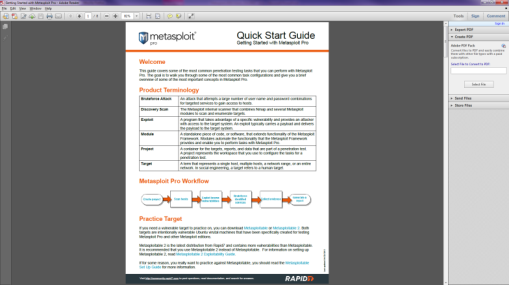 Getting Started with Metasploit Pro - Adobe Reader
File Edit View Window Help
Tools Sign Comment
Sign In
Export PDF
Create PDF
Adobe PDF Pack
Select File to Convert to PDF:
Select File
Send Files
Store Files
metasploit
pro
Quick Start Guide
Getting Started with Metasploit Pro
Welcome
This guide covers some of the most common penetration testing tasks that you can perform with Metasploit
Pro. The goal is to walk you through some of the most common task configurations and give you a brief
overview of some of the most important concepts in Metasploit Pro.
Product Terminology
Bruteforce Attack An attack that attempts a large number of user name and password combinations
for targeted services to gain access to hosts.
Discovery Scan The Metasploit internal scanner that combines Nmap and several Metasploit
modules to scan and enumerate targets.
Exploit A program that takes advantage of a specific vulnerability and provides an attacker
with access to the target system. An exploit typically carries a payload and delivers
the payload to the target system.
Module A standalone piece of code, or software, that extends functionality of the Metasploit
Framework. Modules automate the functionality that the Metasploit Framework
provides and enable you to perform tasks with Metasploit Pro.
Project A container for the targets, reports, and data that are part of a penetration test.
A project represents the workspace that you use to configure the tasks for a
penetration test.
Target A term that represents a single host, multiple hosts, a network range, or an entire
network. In social engineering, a target refers to a human target.
Metasploit Pro Workflow
Create project
Practice Target
If you need a vulnerable target to practice on, you can download Metasploitable or Metasploitable 2. Both
targets are intentionally vulnerable Ubuntu virtual machines that have been specifically created for testing
Metasploit Pro and other Metasploit editions.
Metasploitable 2 is the latest distribution from Rapid7 and contains more vulnerabilities than Metasploitable.
It is recommended that you use Metasploitable 2 instead of Metasploitable. For information on setting up
Metasploitable 2, read Metasploitable 2 Exploitability Guide.
If for some reason, you really want to practice against Metasploitable, you should read the Metasploitable
Set Up Guide for more information.
RAPID7